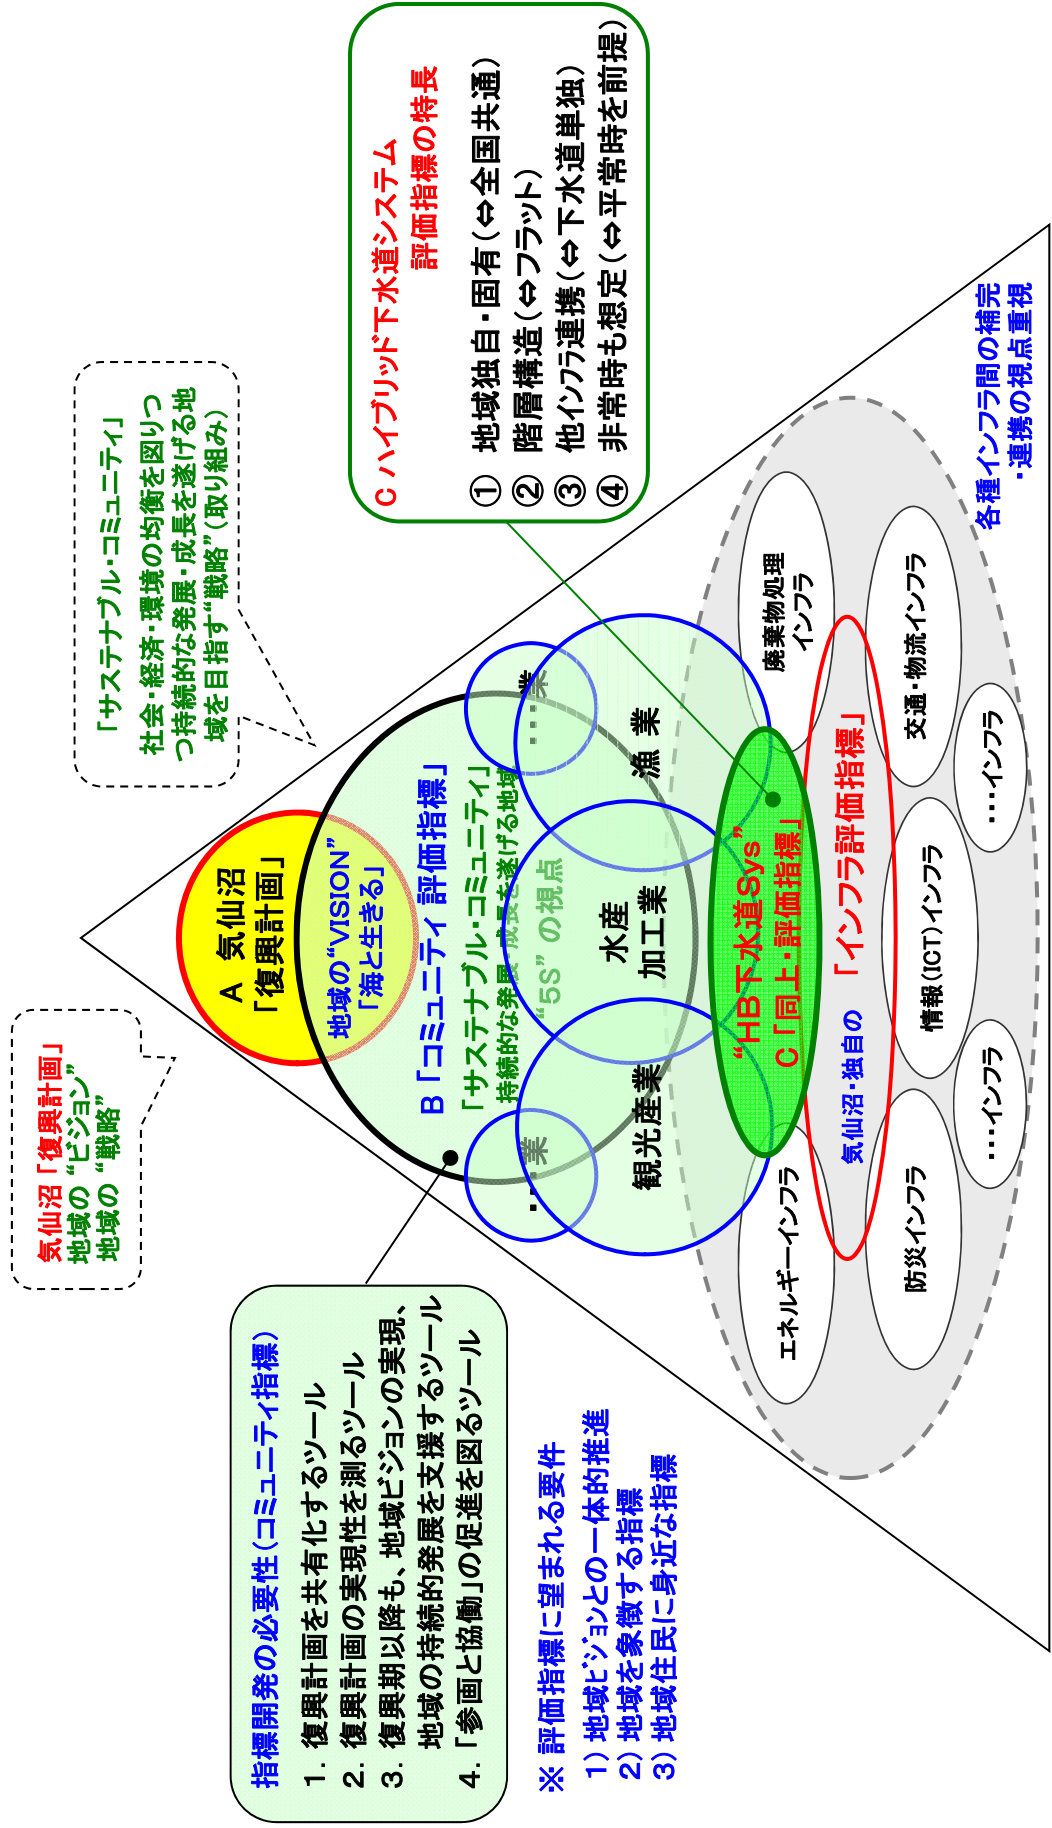 気仙沼「復興計画」
地域の “ビジョン”
地域の “戦略”
「サステナブル・コミュニティ」
社会・経済・環境の均衡を図りつ
つ持続的な発展・成長を遂げる地
域を目指す“戦略”(取り組み)
A 気仙沼
「復興計画」
地域の“VISION”
「海と生きる」
B「コミュニティ 評価指標」
「サステナブル・コミュニティ」
持続的な発展・成長を遂げる地域
“5S” の視点
指標開発の必要性(コミュニティ指標)
1. 復興計画を共有化するツール
2. 復興計画の実現性を測るツール
3. 復興期以降も、地域ビジョンの実現、
地域の持続的発展を支援するツール
4. 「参画と協働」の促進を図るツール
※ 評価指標に望まれる要件
1) 地域ビジョンとの一体的推進
2) 地域を象徴する指標
3) 地域住民に身近な指標
C ハイブリッド下水道システム
評価指標の特長
① 地域独自・固有(⇔全国共通)
② 階層構造(⇔フラット)
③ 他インフラ連携(⇔下水道単独)
④ 非常時も想定(⇔平常時を前提)
…業
…業
観光産業
水産
加工業
漁 業
“HB下水道Sys”
C「同上・評価指標」
エネルギーインフラ
廃棄物処理
インフラ
気仙沼・独自の 「インフラ評価指標」
防災インフラ
情報(ICT)インフラ
交通・物流インフラ
…インフラ
…インフラ
各種インフラ間の補完
・連携の視点重視